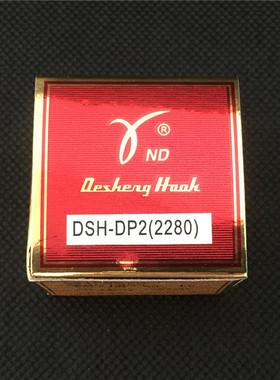 ®
ND
Desheng Hook
DSH-DP2(2280)